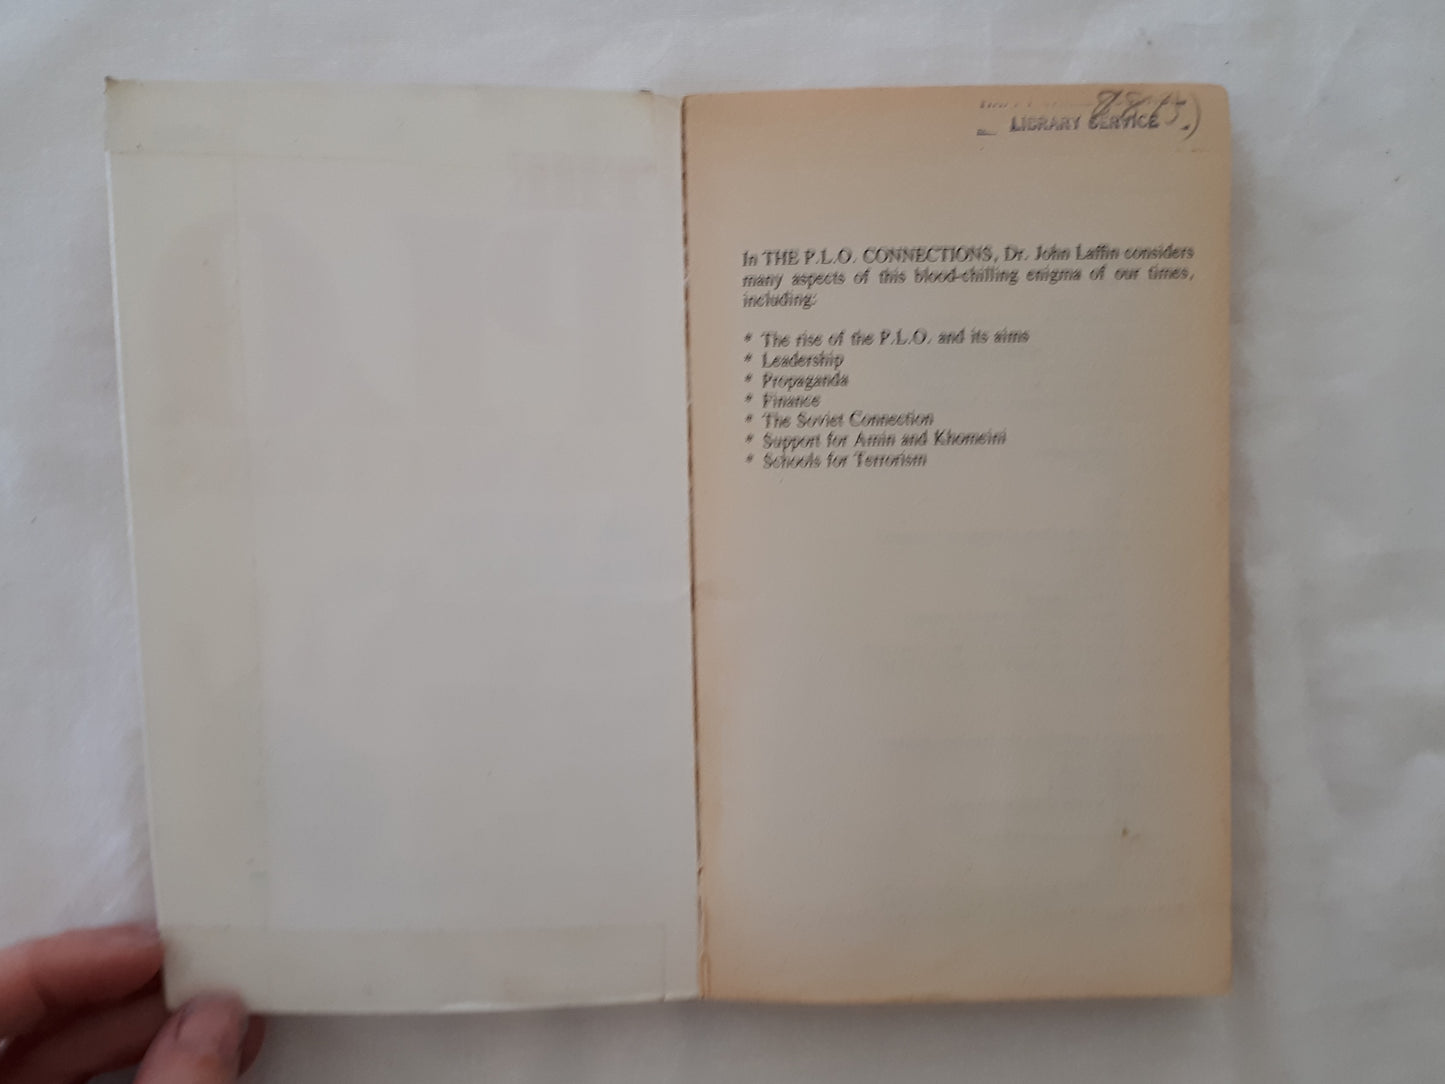 LIBRARY SERVICE
In THE P.L.O. CONNECTIONS, Dr. John Laffin considers
many aspects of this blood-chilling enigma of our times,
including:
* The rise of the P.L.O. and its aims
* Leadership
* Propaganda
* Finance
* The Soviet Connection
* Support for Amin and Khomeini
* Schools for Terrorism